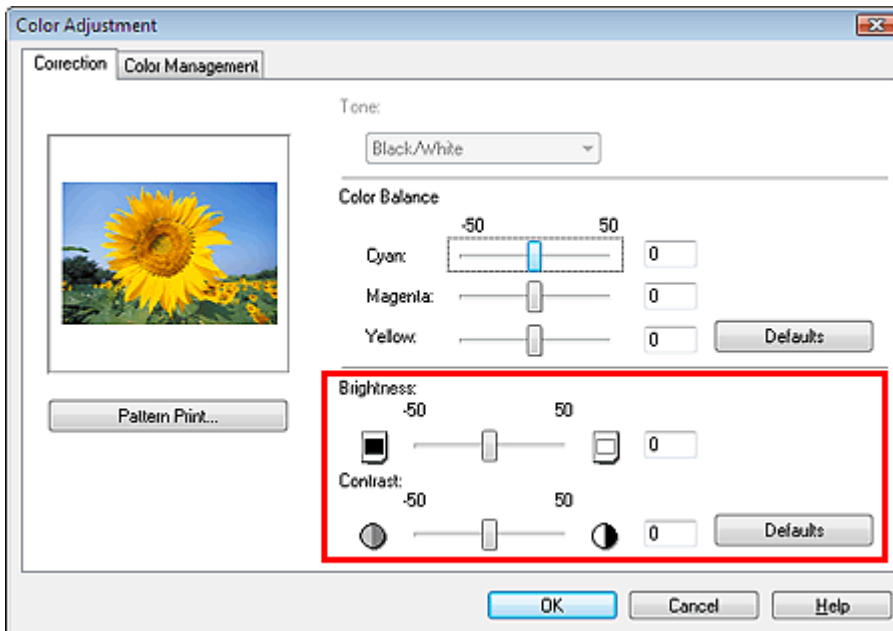 Color Adjustment
Correction Color Management
Tone:
Black/White
Color Balance
-50 50
Cyan: 0
Magenta: 0
Yellow: 0 Defaults
Pattern Print...
Brightness:
-50 50
0
Contrast:
-50 50
0 Defaults
OK Cancel Help